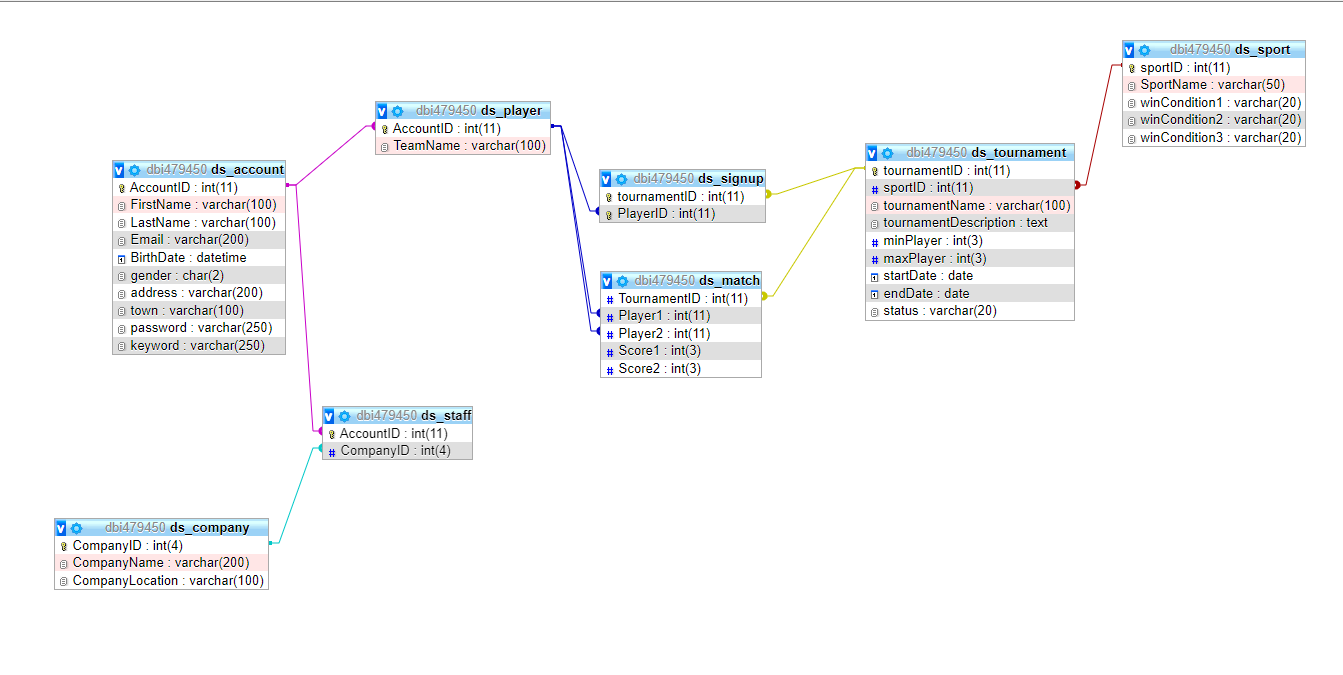 dbi479450 ds_account
AccountID : int(11)
FirstName : varchar(100)
LastName : varchar(100)
Email : varchar(200)
BirthDate : datetime
gender : char(2)
address : varchar(200)
town : varchar(100)
password : varchar(250)
keyword : varchar(250)
dbi479450 ds_player
AccountID : int(11)
TeamName : varchar(100)
dbi479450 ds_staff
AccountID : int(11)
CompanyID : int(4)
dbi479450 ds_company
CompanyID : int(4)
CompanyName : varchar(200)
CompanyLocation : varchar(100)
dbi479450 ds_signup
tournamentID : int(11)
PlayerID : int(11)
dbi479450 ds_match
TournamentID : int(11)
Player1 : int(11)
Player2 : int(11)
Score1 : int(3)
Score2 : int(3)
dbi479450 ds_tournament
tournamentID : int(11)
sportID : int(11)
tournamentName : varchar(100)
tournamentDescription : text
minPlayer : int(3)
maxPlayer : int(3)
startDate : date
endDate : date
status : varchar(20)
dbi479450 ds_sport
sportID : int(11)
SportName : varchar(50)
winCondition1 : varchar(20)
winCondition2 : varchar(20)
winCondition3 : varchar(20)